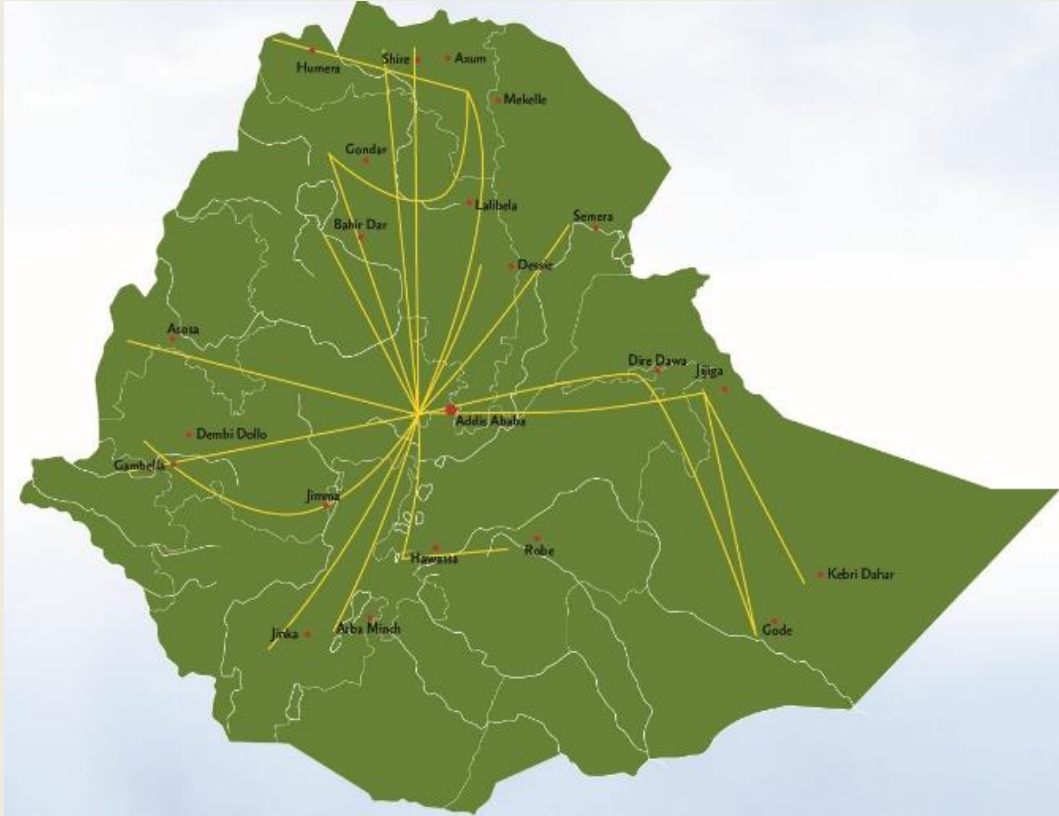 Shire
Axum
Humera
Mekelle
Gondar
Lalibela
Semera
Bahir Dar
Dessie
Asosa
Dire Dawa
Jijiga
Addis Ababa
Dembi Dollo
Gambella
Jimma
Hawassa
Robe
Kebri Dahar
Jinka
Arba Minch
Gode